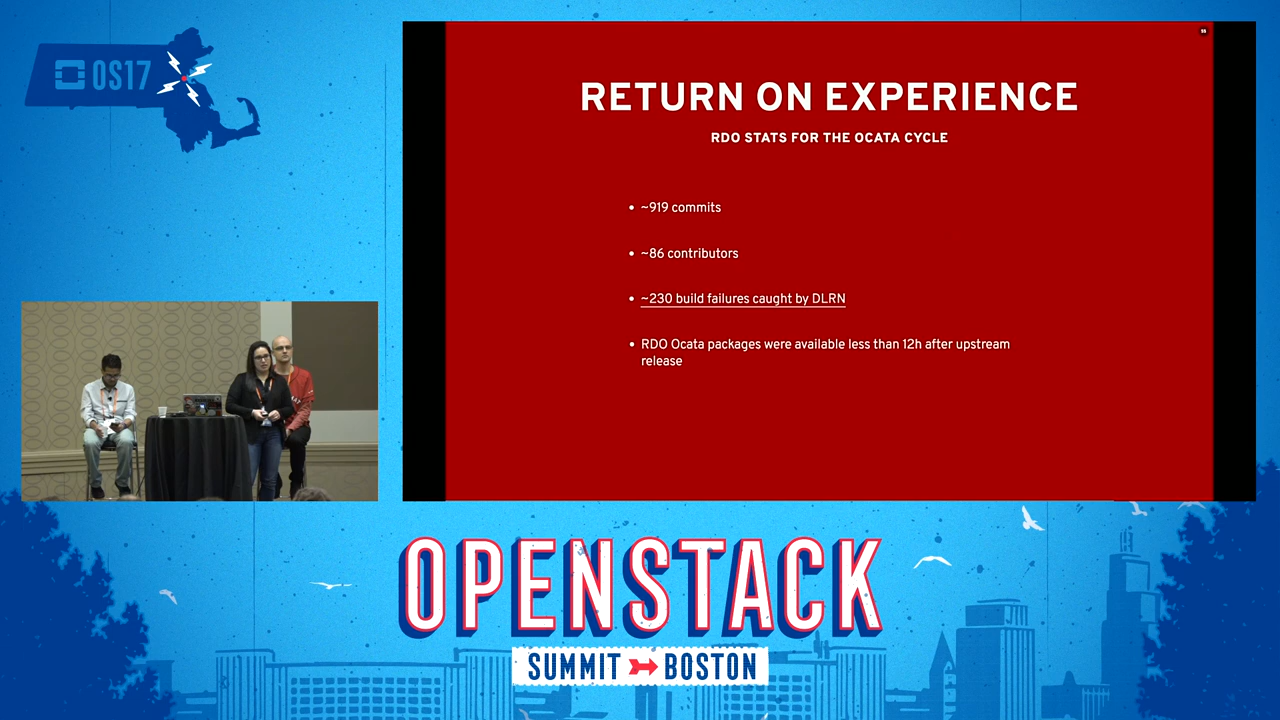 OS17
55
RETURN ON EXPERIENCE
RDO STATS FOR THE OCATA CYCLE
• ~919 commits
• ~86 contributors
• ~230 build failures caught by DLRN
• RDO Ocata packages were available less than 12h after upstream
release
OPENSTACK
SUMMIT BOSTON